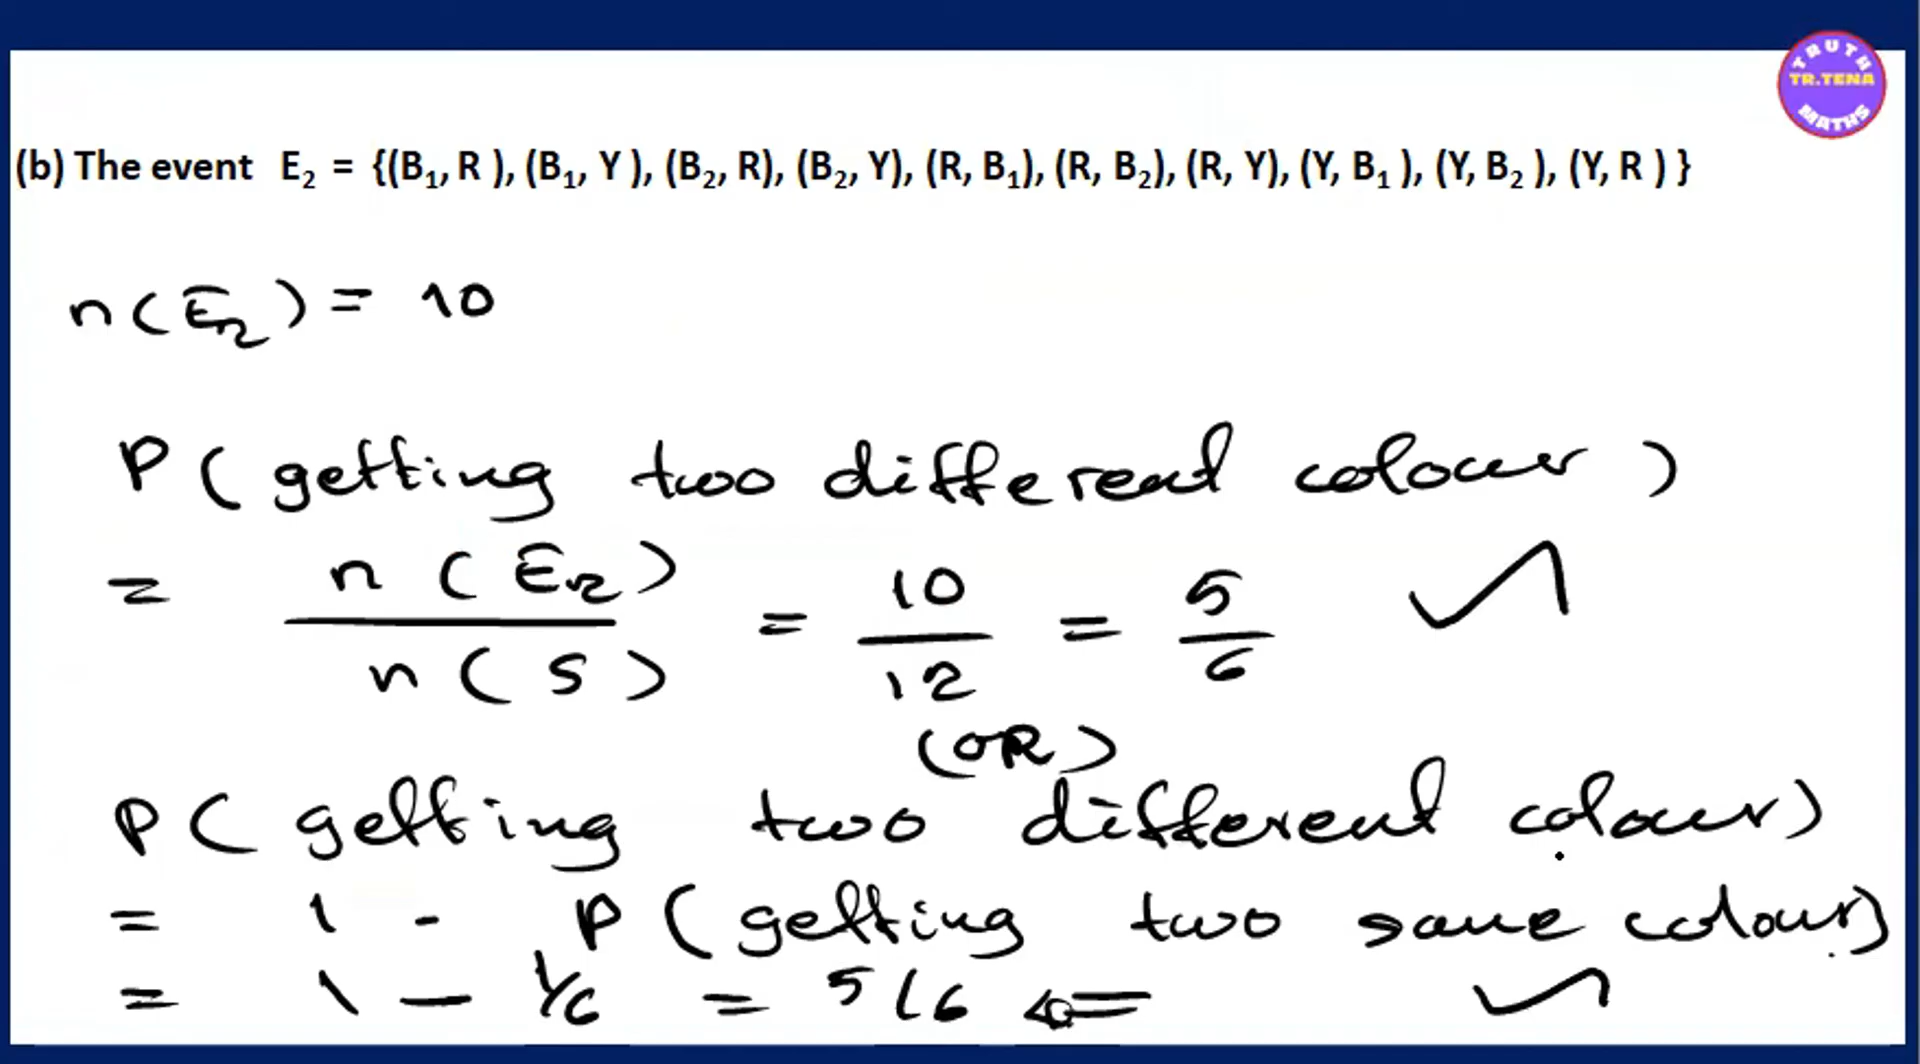 TRUTH
TR.TENA
MATHS
(b) The event E₂ = {(B₁, R ), (B₁, Y ), (B₂, R), (B₂, Y), (R, B₁), (R, B₂), (R, Y), (Y, B₁ ), (Y, B₂ ), (Y, R ) }
n(E₂) = 10
P ( getting two different colour )
= n ( E₂ ) / n ( S ) = 10/12 = 5/6
(OR)
P ( getting two different colour)
= 1 - P ( getting two same colour)
= 1 - 1/6 = 5/6